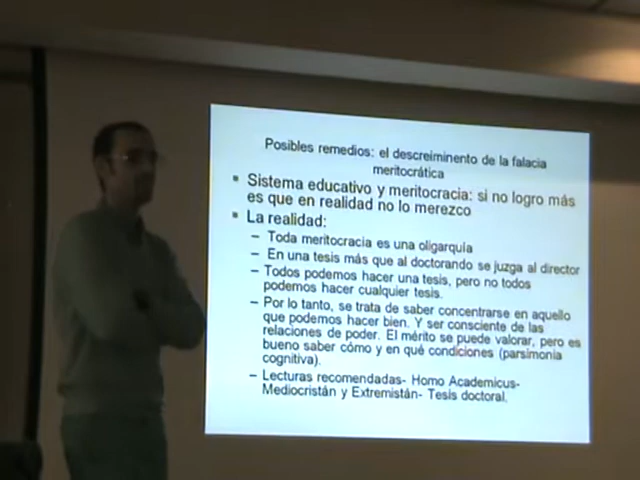 Posibles remedios: el descreiminento de la falacia
meritocrática
• Sistema educativo y meritocracia: si no logro más
es que en realidad no lo merezco
• La realidad:
– Toda meritocracia es una oligarquía
– En una tesis más que al doctorando se juzga al director
– Todos podemos hacer una tesis, pero no todos
podemos hacer cualquier tesis.
– Por lo tanto, se trata de saber concentrarse en aquello
que podemos hacer bien. Y ser consciente de las
relaciones de poder. El mérito se puede valorar, pero es
bueno saber cómo y en qué condiciones (parsimonia
cognitiva).
– Lecturas recomendadas- Homo Academicus-
Mediocristán y Extremistán- Tesis doctoral.